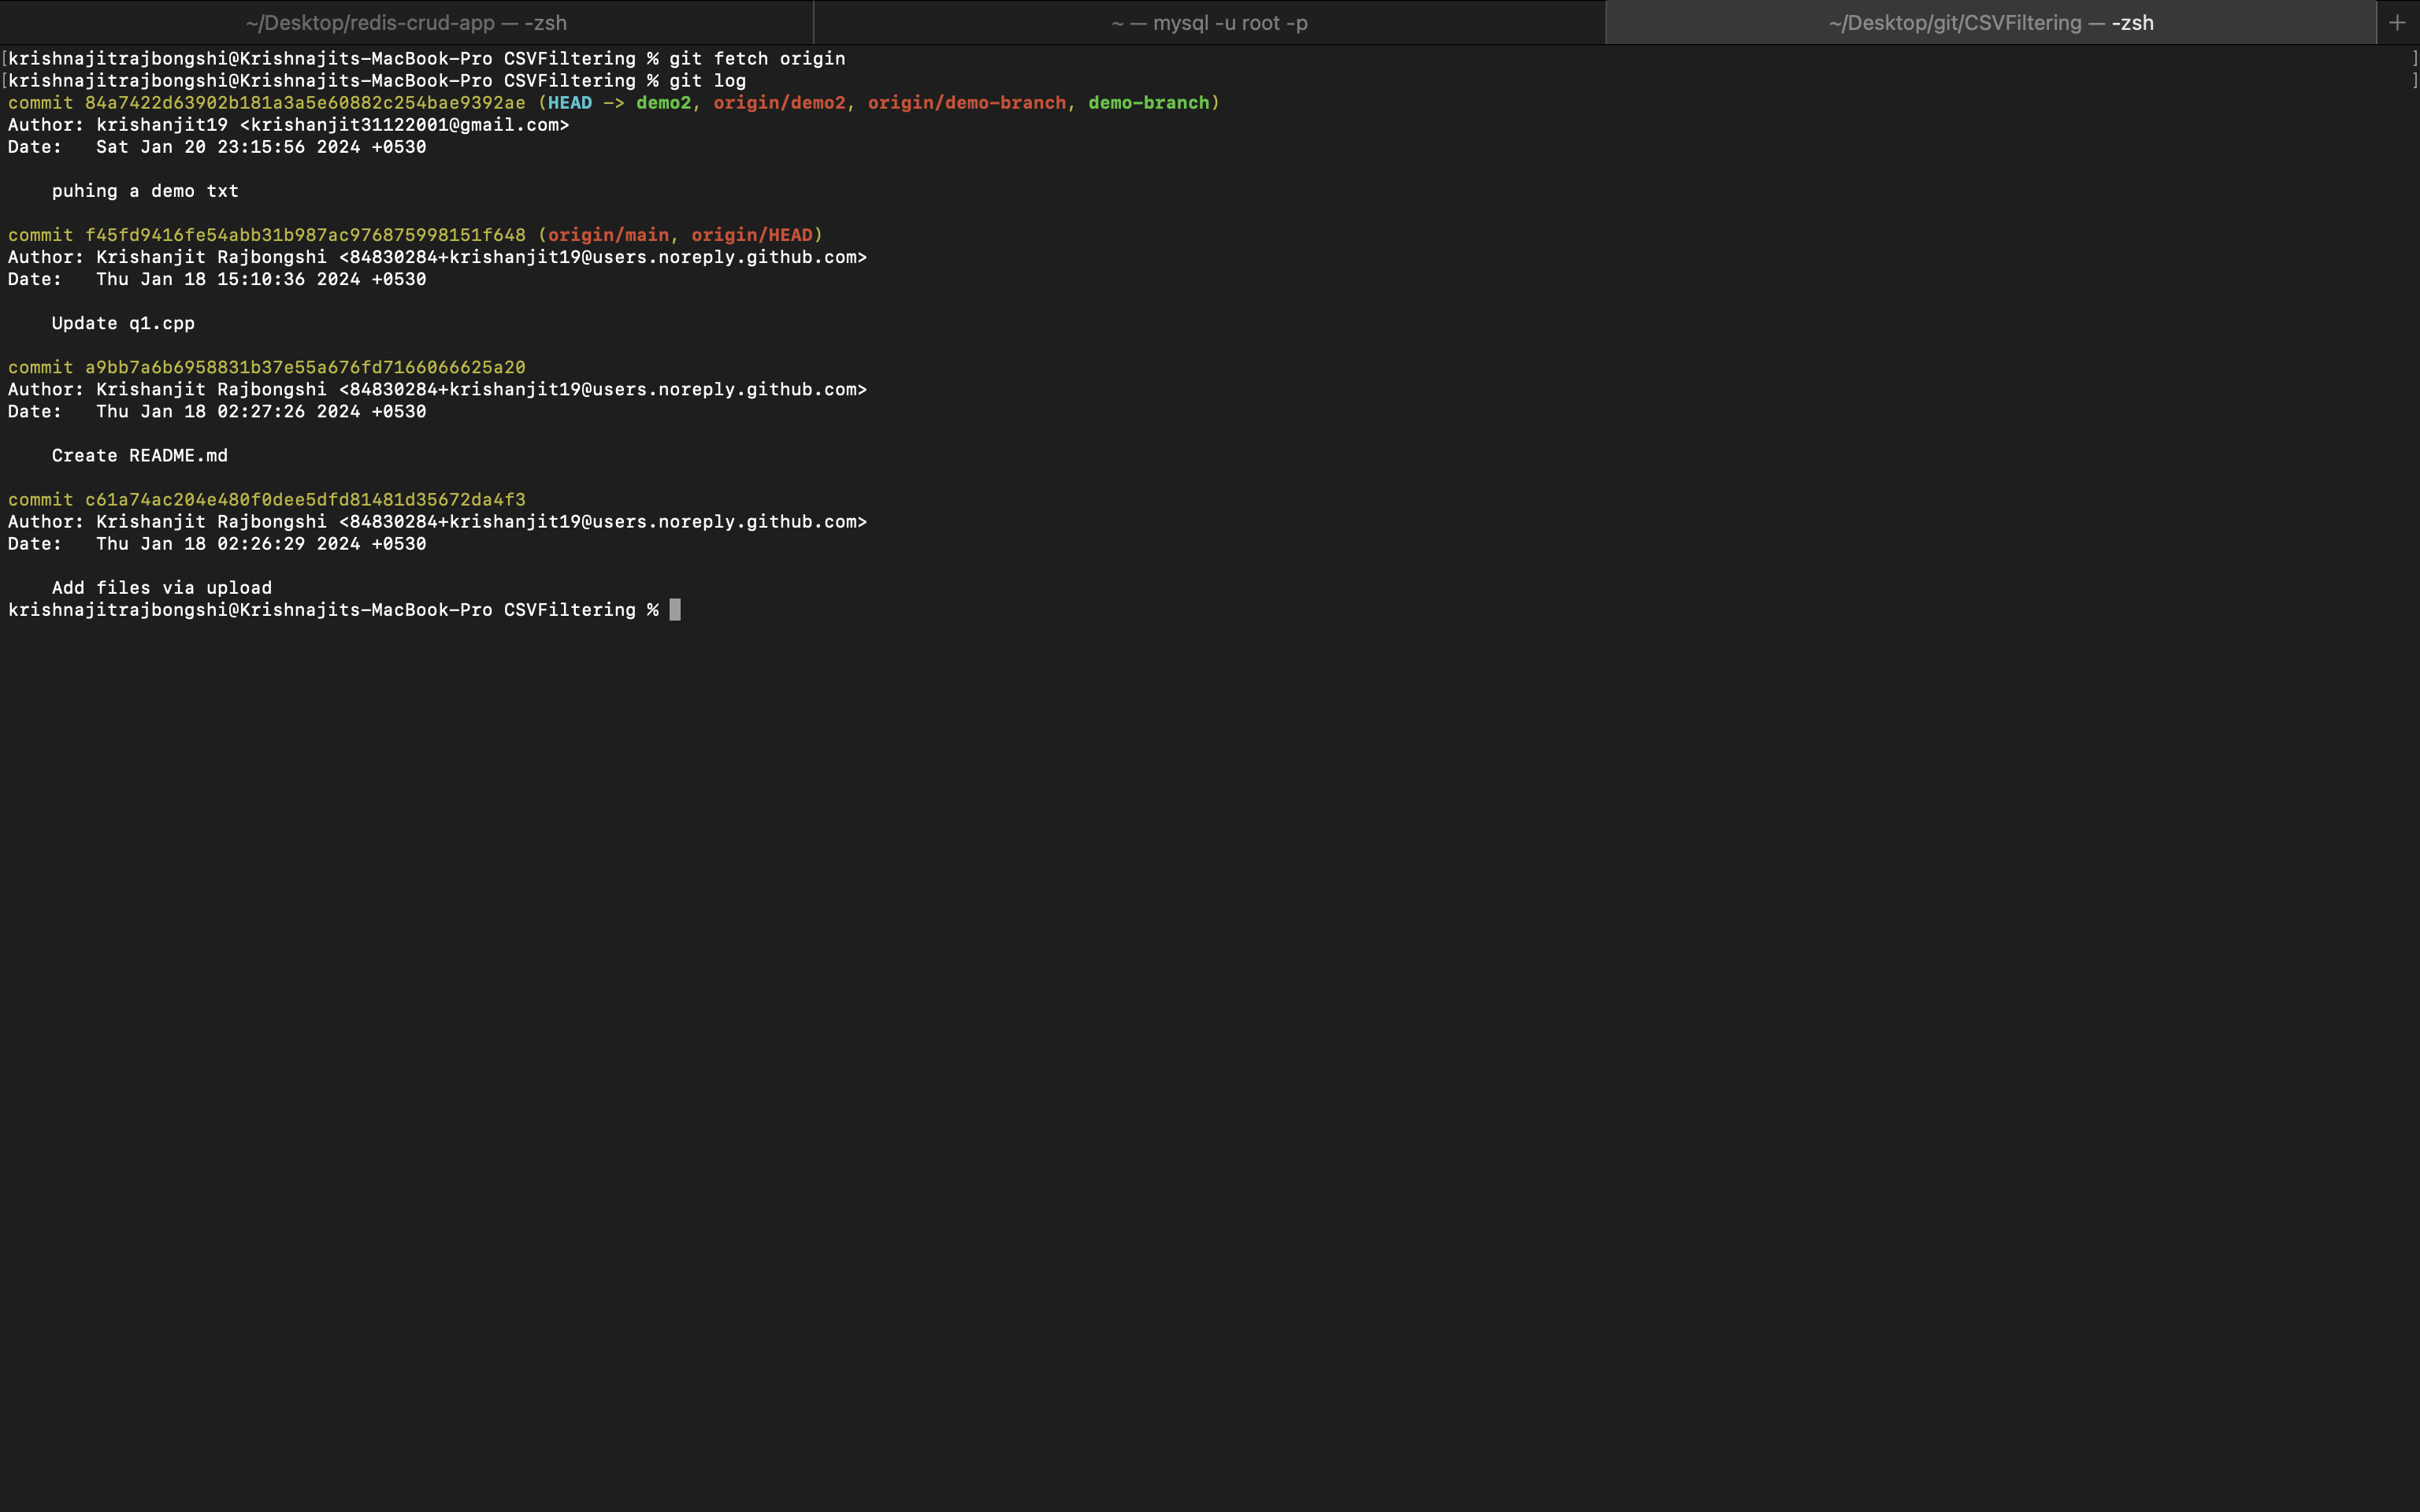 ~/Desktop/redis-crud-app — -zsh
~ — mysql -u root -p
~/Desktop/git/CSVFiltering — -zsh
+
[krishnajitrajbongshi@Krishnajits-MacBook-Pro CSVFiltering % git fetch origin ]
[krishnajitrajbongshi@Krishnajits-MacBook-Pro CSVFiltering % git log ]
commit 84a7422d63902b181a3a5e60882c254bae9392ae (HEAD -> demo2, origin/demo2, origin/demo-branch, demo-branch)
Author: krishanjit19 <krishanjit31122001@gmail.com>
Date:   Sat Jan 20 23:15:56 2024 +0530
puhing a demo txt
commit f45fd9416fe54abb31b987ac976875998151f648 (origin/main, origin/HEAD)
Author: Krishanjit Rajbongshi <84830284+krishanjit19@users.noreply.github.com>
Date:   Thu Jan 18 15:10:36 2024 +0530
Update q1.cpp
commit a9bb7a6b6958831b37e55a676fd7166066625a20
Author: Krishanjit Rajbongshi <84830284+krishanjit19@users.noreply.github.com>
Date:   Thu Jan 18 02:27:26 2024 +0530
Create README.md
commit c61a74ac204e480f0dee5dfd81481d35672da4f3
Author: Krishanjit Rajbongshi <84830284+krishanjit19@users.noreply.github.com>
Date:   Thu Jan 18 02:26:29 2024 +0530
Add files via upload
krishnajitrajbongshi@Krishnajits-MacBook-Pro CSVFiltering %